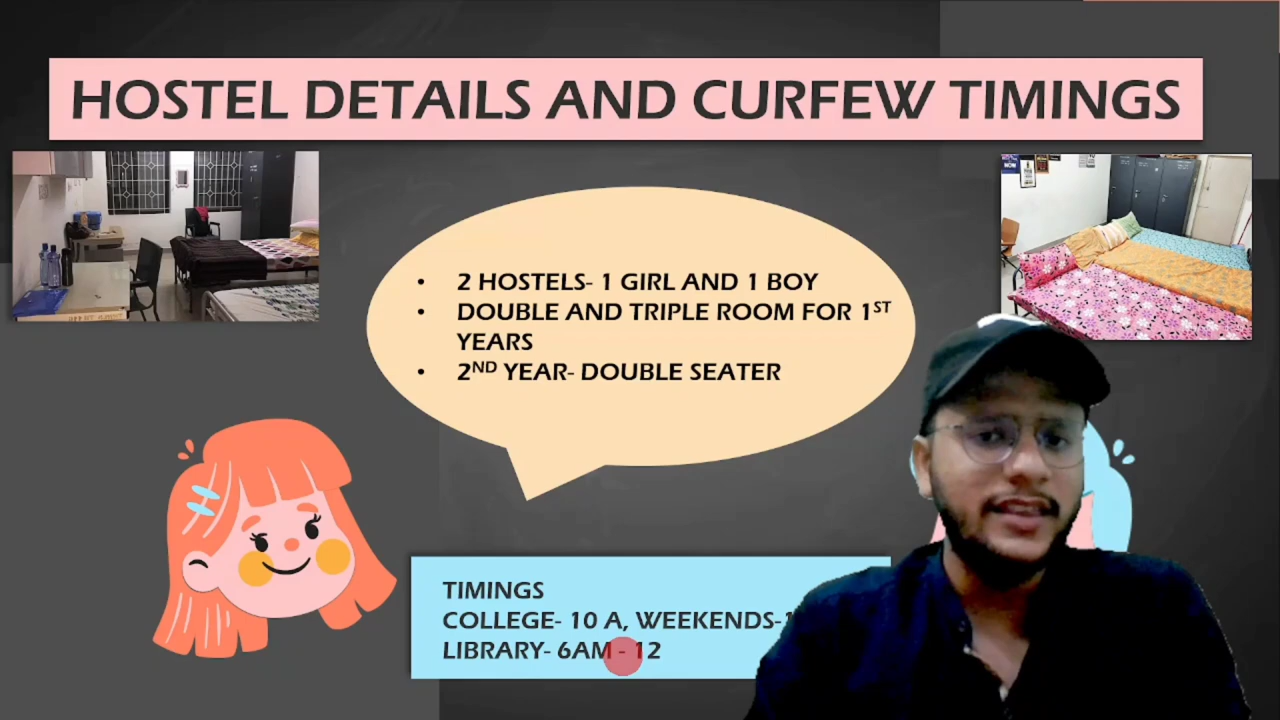 HOSTEL DETAILS AND CURFEW TIMINGS
NOW
• 2 HOSTELS- 1 GIRL AND 1 BOY
• DOUBLE AND TRIPLE ROOM FOR 1ST
YEARS
• 2ND YEAR- DOUBLE SEATER
TIMINGS
COLLEGE- 10 A, WEEKENDS-
LIBRARY- 6AM - 12